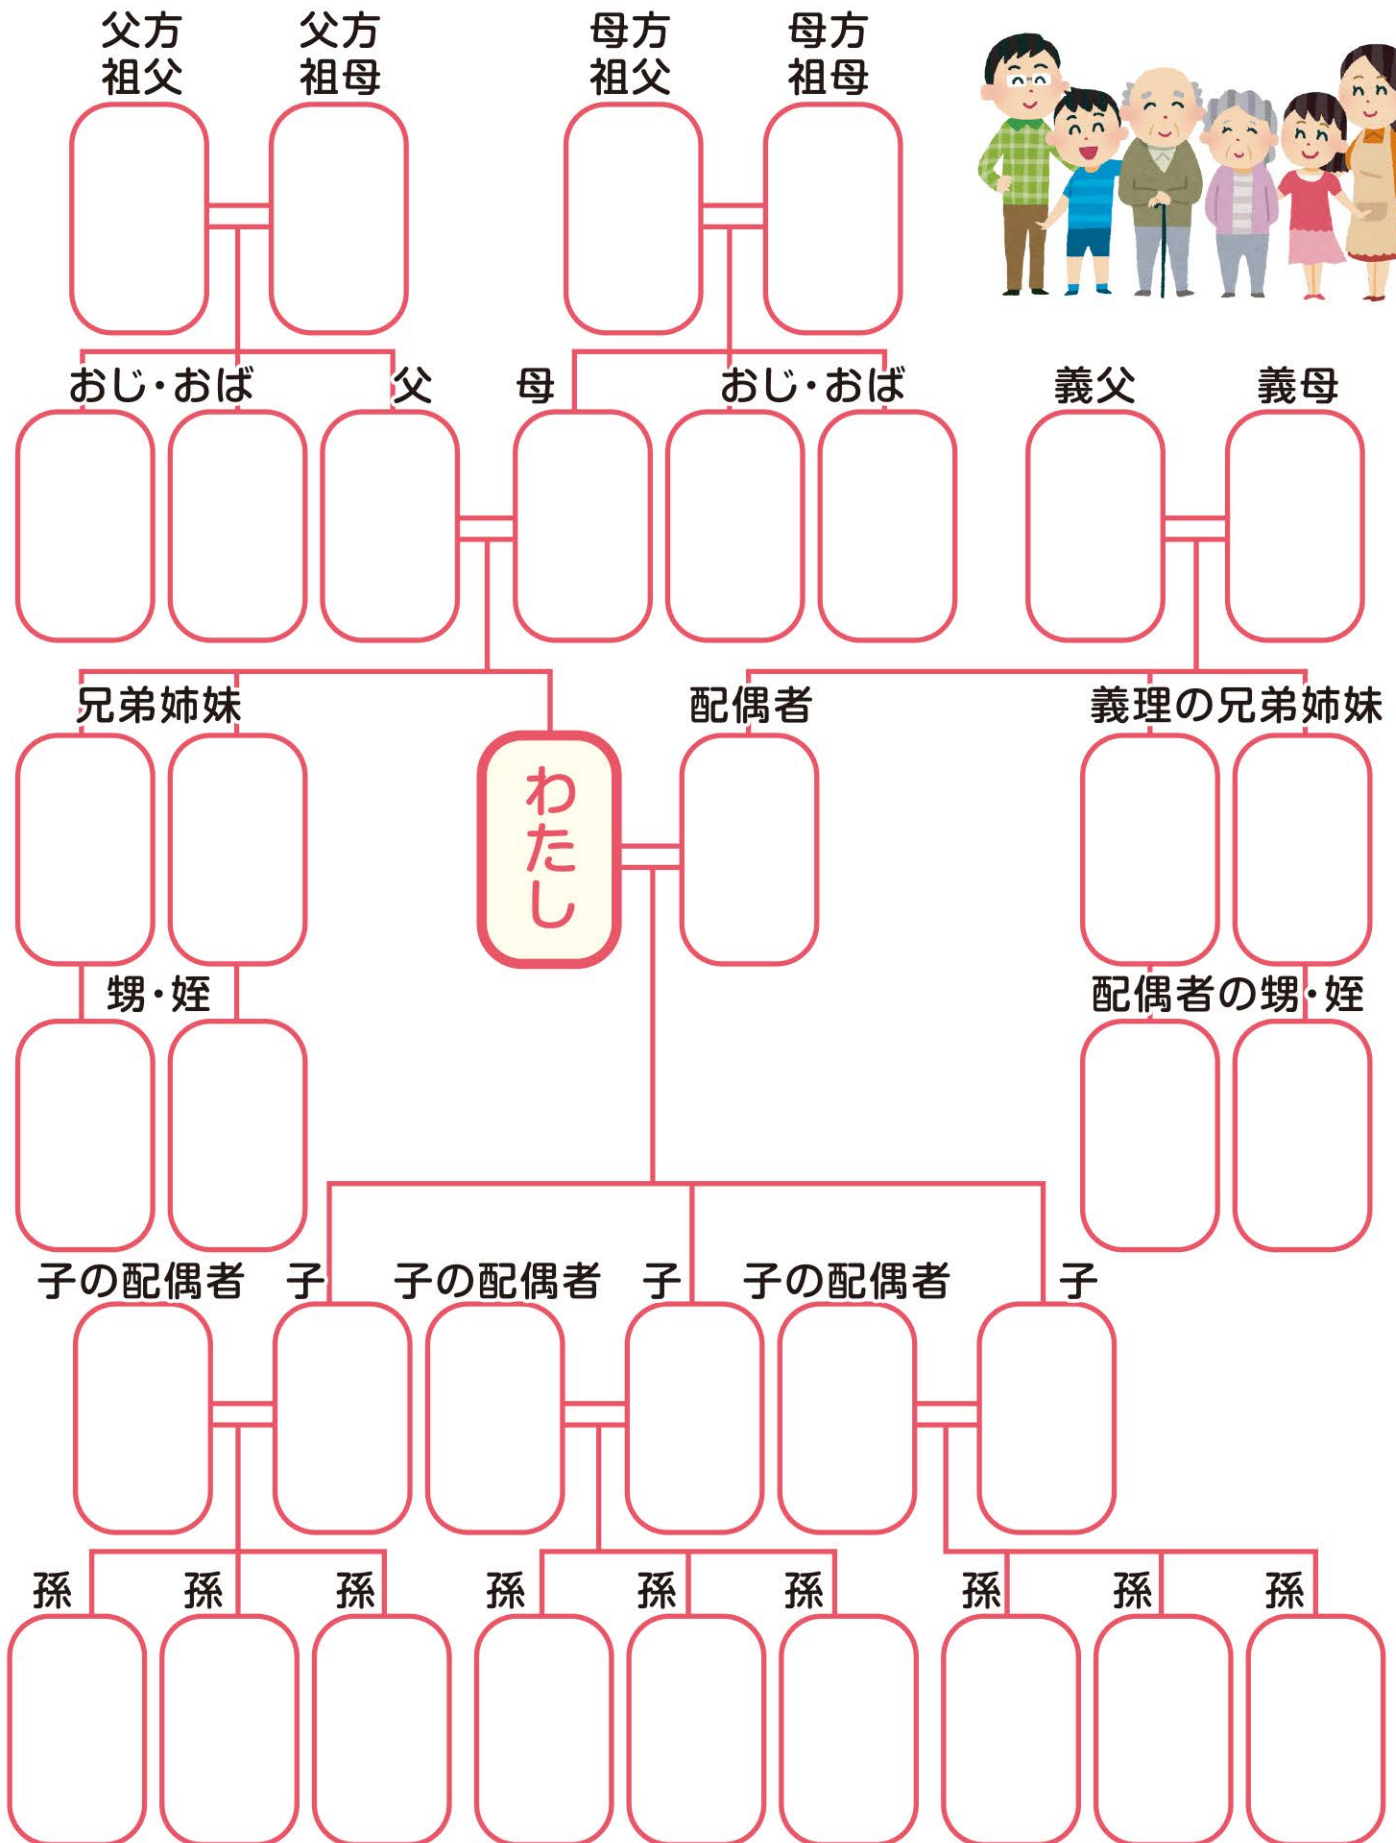 父方
祖父
父方
祖母
母方
祖父
母方
祖母
おじ・おば
父
母
おじ・おば
義父
義母
兄弟姉妹
わたし
配偶者
義理の兄弟姉妹
甥・姪
配偶者の甥・姪
子の配偶者
子
子の配偶者
子
子の配偶者
子
孫
孫
孫
孫
孫
孫
孫
孫
孫